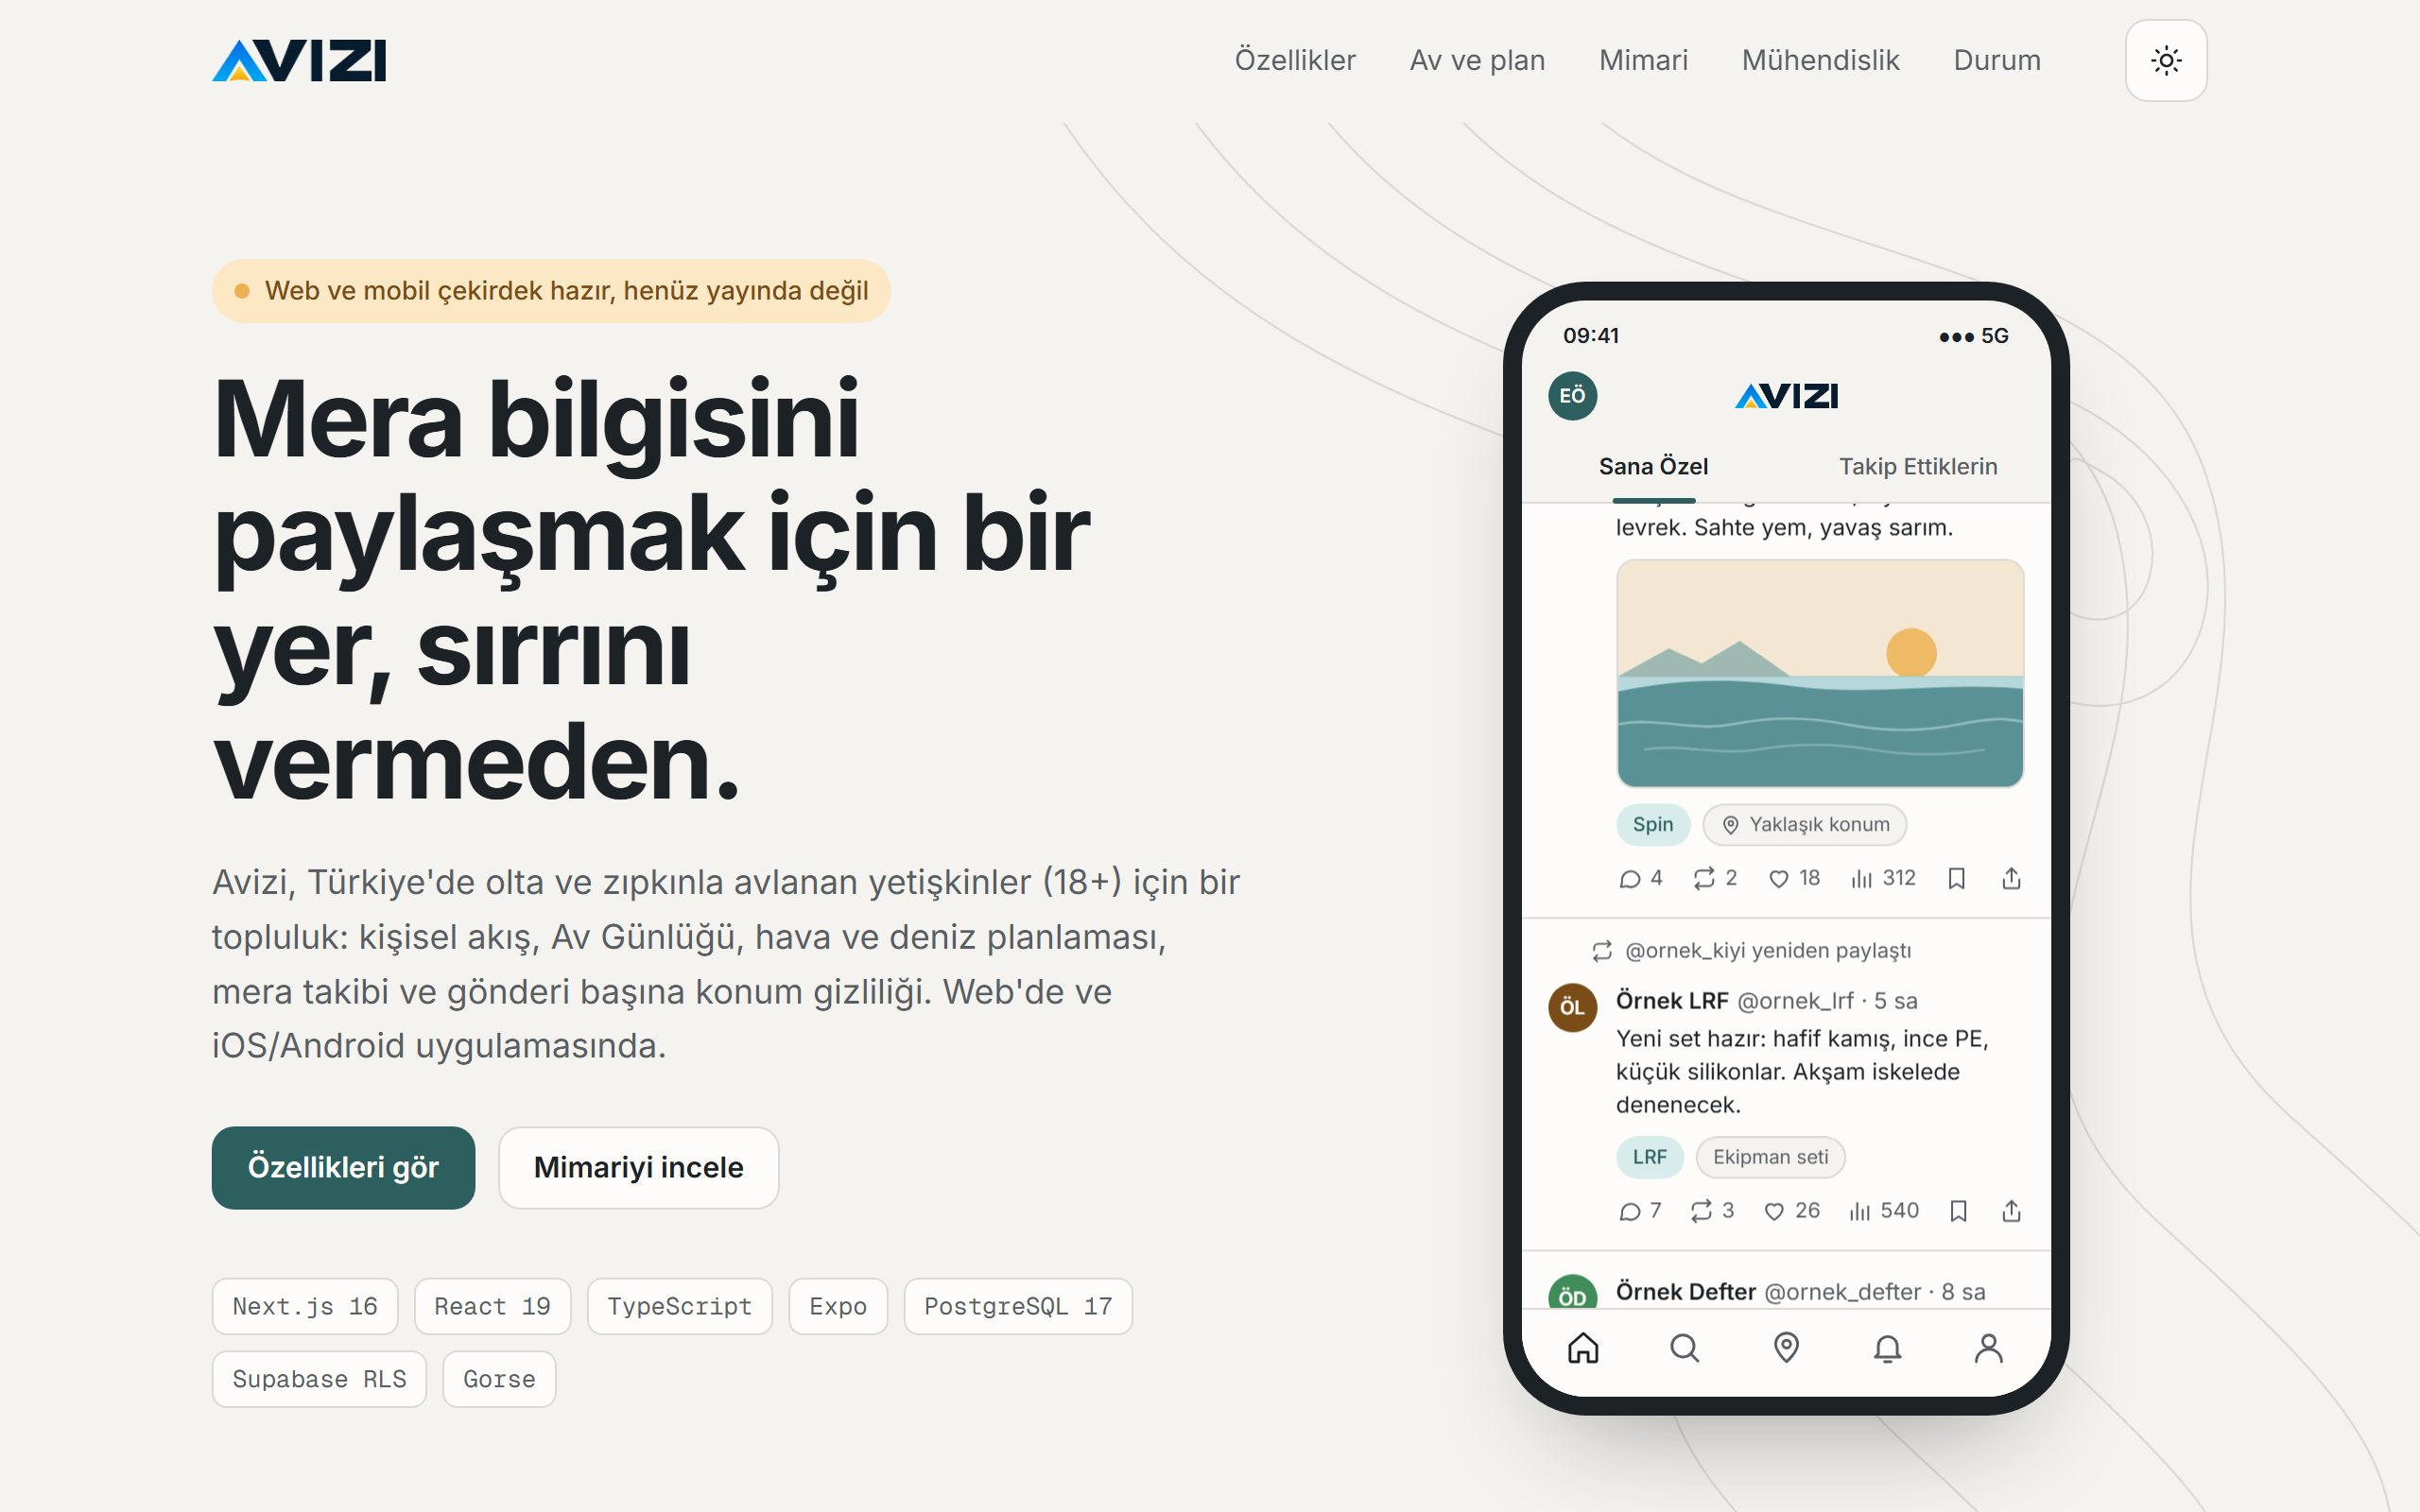 AVIZI
Özellikler
Av ve plan
Mimari
Mühendislik
Durum
Web ve mobil çekirdek hazır, henüz yayında değil
Mera bilgisini
paylaşmak için bir
yer, sırrını
vermeden.
Avizi, Türkiye'de olta ve zıpkınla avlanan yetişkinler (18+) için bir
topluluk: kişisel akış, Av Günlüğü, hava ve deniz planlaması,
mera takibi ve gönderi başına konum gizliliği. Web'de ve
iOS/Android uygulamasında.
Özellikleri gör
Mimariyi incele
Next.js 16
React 19
TypeScript
Expo
PostgreSQL 17
Supabase RLS
Gorse
09:41
5G
EÖ
AVIZI
Sana Özel
Takip Ettiklerin
levrek. Sahte yem, yavaş sarım.
Spin
Yaklaşık konum
4
2
18
312
@ornek_kiyi yeniden paylaştı
ÖL
Örnek LRF @ornek_lrf · 5 sa
Yeni set hazır: hafif kamış, ince PE,
küçük silikonlar. Akşam iskelede
denenecek.
LRF
Ekipman seti
7
3
26
540
ÖD
Örnek Defter @ornek_defter · 8 sa